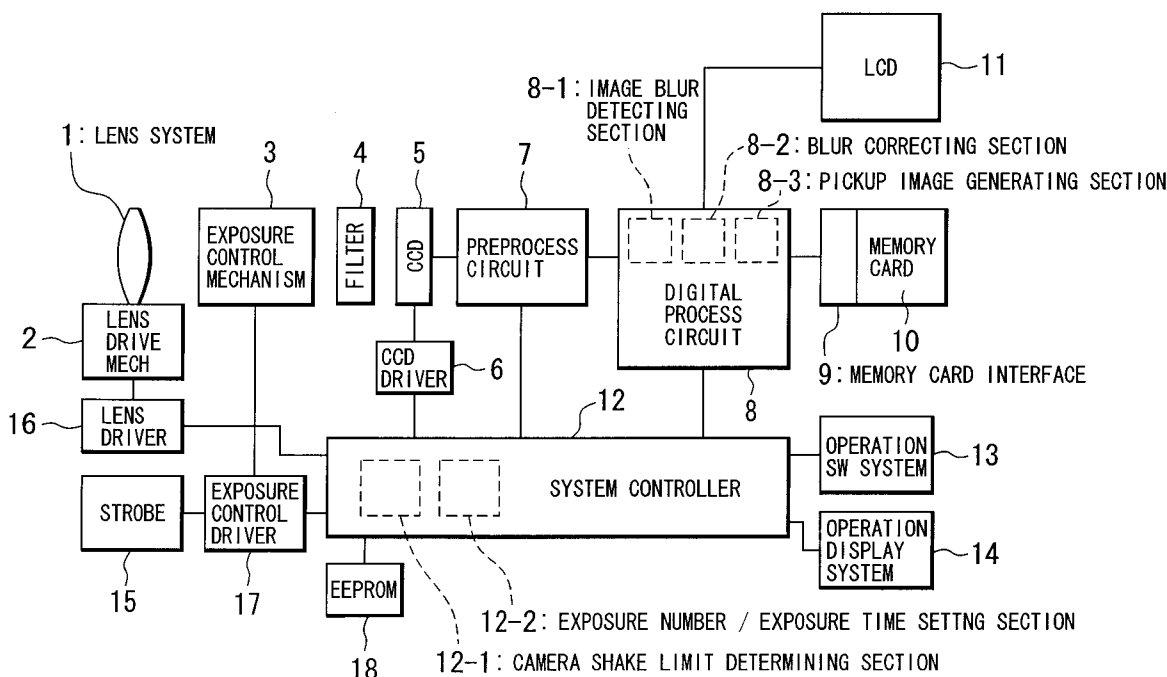 LCD
11
8-1: IMAGE BLUR
DETECTING
SECTION
1: LENS SYSTEM
8-2: BLUR CORRECTING SECTION
3
4
5
7
8-3: PICKUP IMAGE GENERATING SECTION
EXPOSURE
CONTROL
MECHANISM
FILTER
CCD
PREPROCESS
CIRCUIT
MEMORY
CARD
DIGITAL
PROCESS
CIRCUIT
10
2
LENS
DRIVE
MECH
CCD
DRIVER
6
9: MEMORY CARD INTERFACE
8
12
16
LENS
DRIVER
OPERATION
SW SYSTEM
13
SYSTEM CONTROLLER
STROBE
EXPOSURE
CONTROL
DRIVER
OPERATION
DISPLAY
SYSTEM
14
15
17
EEPROM
18
12-2: EXPOSURE NUMBER / EXPOSURE TIME SETTNG SECTION
12-1: CAMERA SHAKE LIMIT DETERMINING SECTION